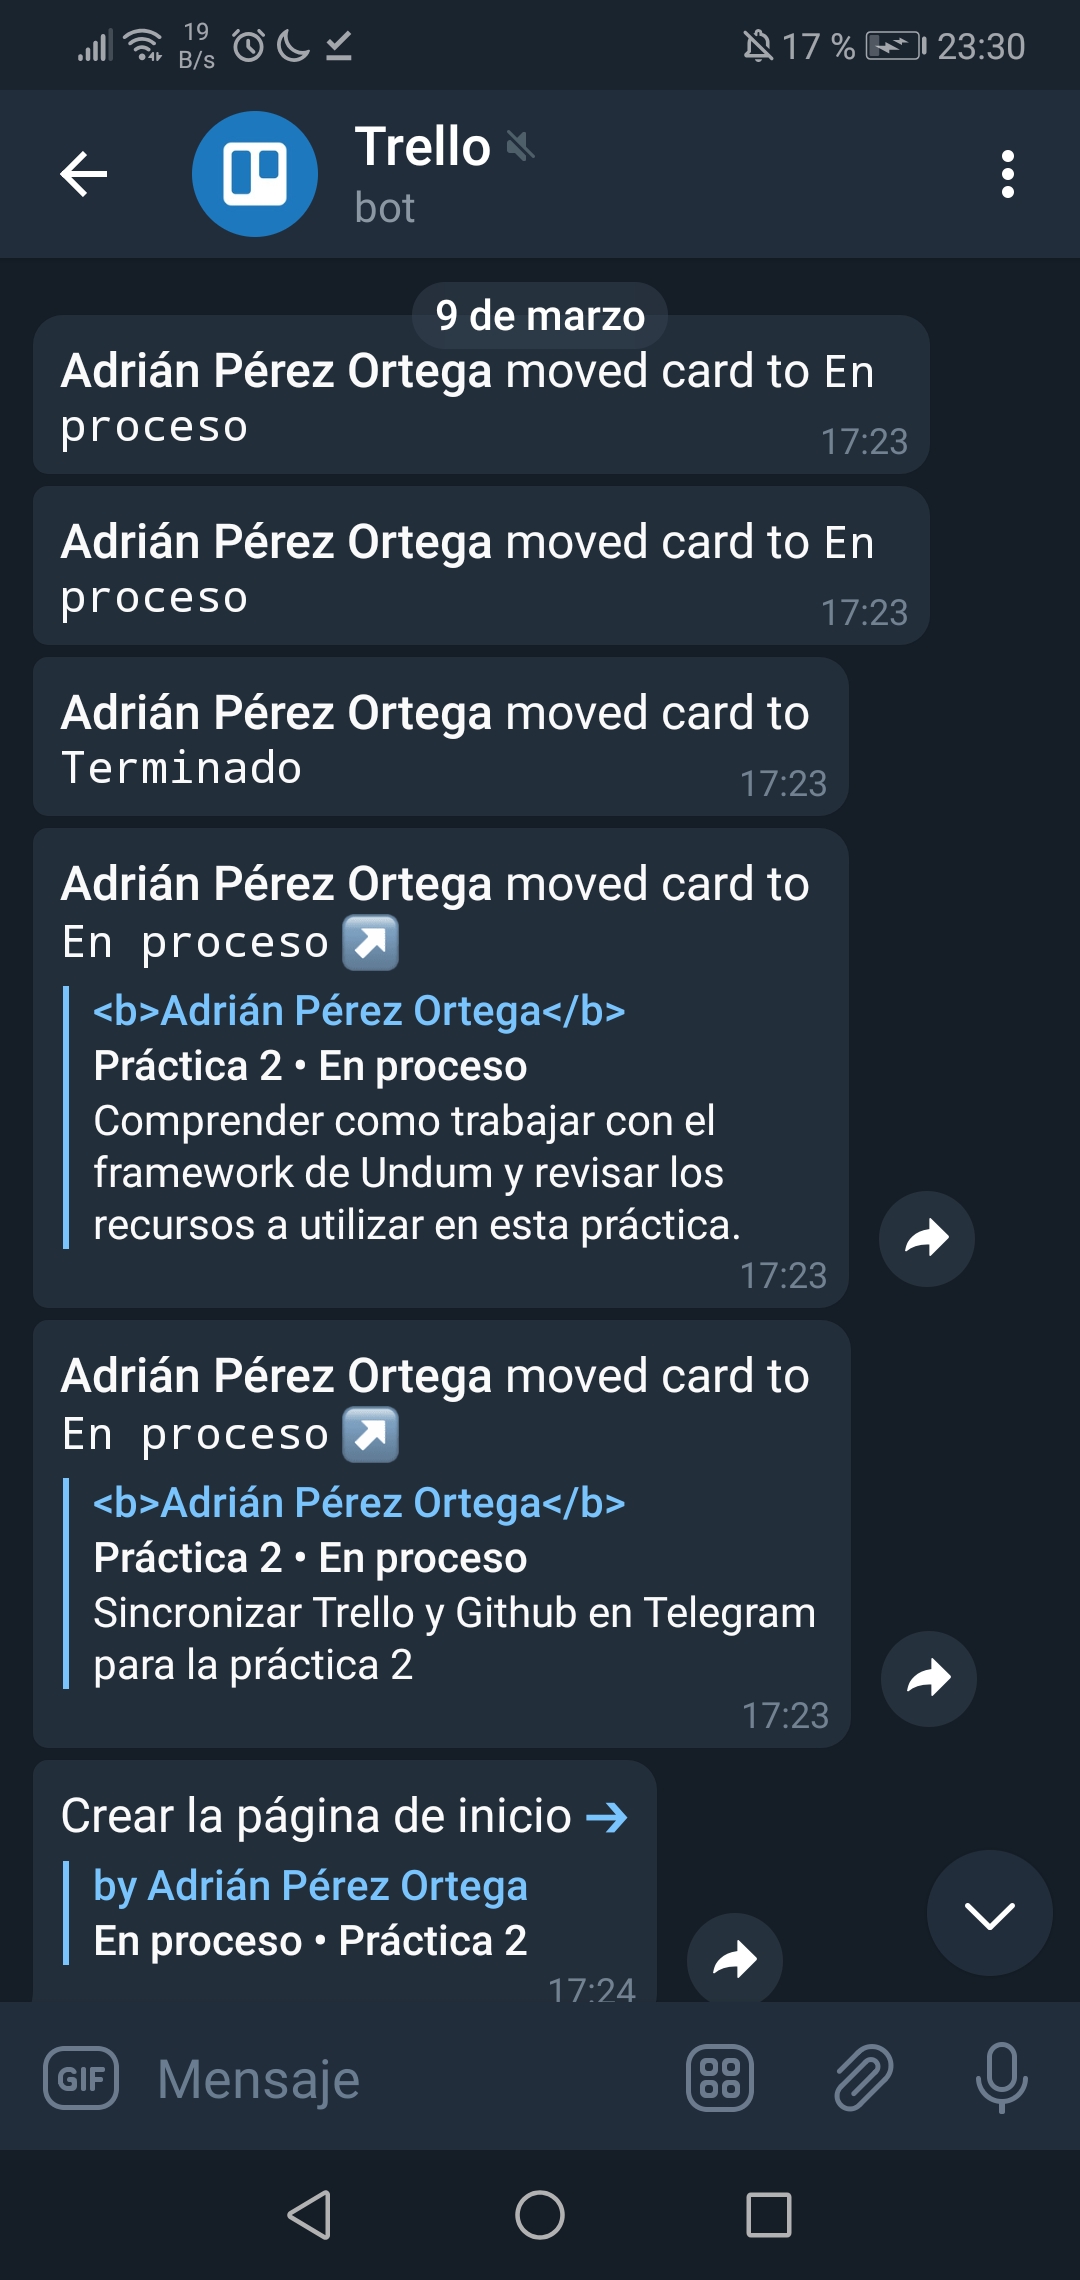 19
B/s
17 %
23:30
Trello
bot
9 de marzo
Adrián Pérez Ortega moved card to En
proceso
17:23
Adrián Pérez Ortega moved card to En
proceso
17:23
Adrián Pérez Ortega moved card to
Terminado
17:23
Adrián Pérez Ortega moved card to
En proceso
<b>Adrián Pérez Ortega</b>
Práctica 2 • En proceso
Comprender como trabajar con el
framework de Undum y revisar los
recursos a utilizar en esta práctica.
17:23
Adrián Pérez Ortega moved card to
En proceso
<b>Adrián Pérez Ortega</b>
Práctica 2 • En proceso
Sincronizar Trello y Github en Telegram
para la práctica 2
17:23
Crear la página de inicio →
by Adrián Pérez Ortega
En proceso • Práctica 2
17:24
GIF
Mensaje